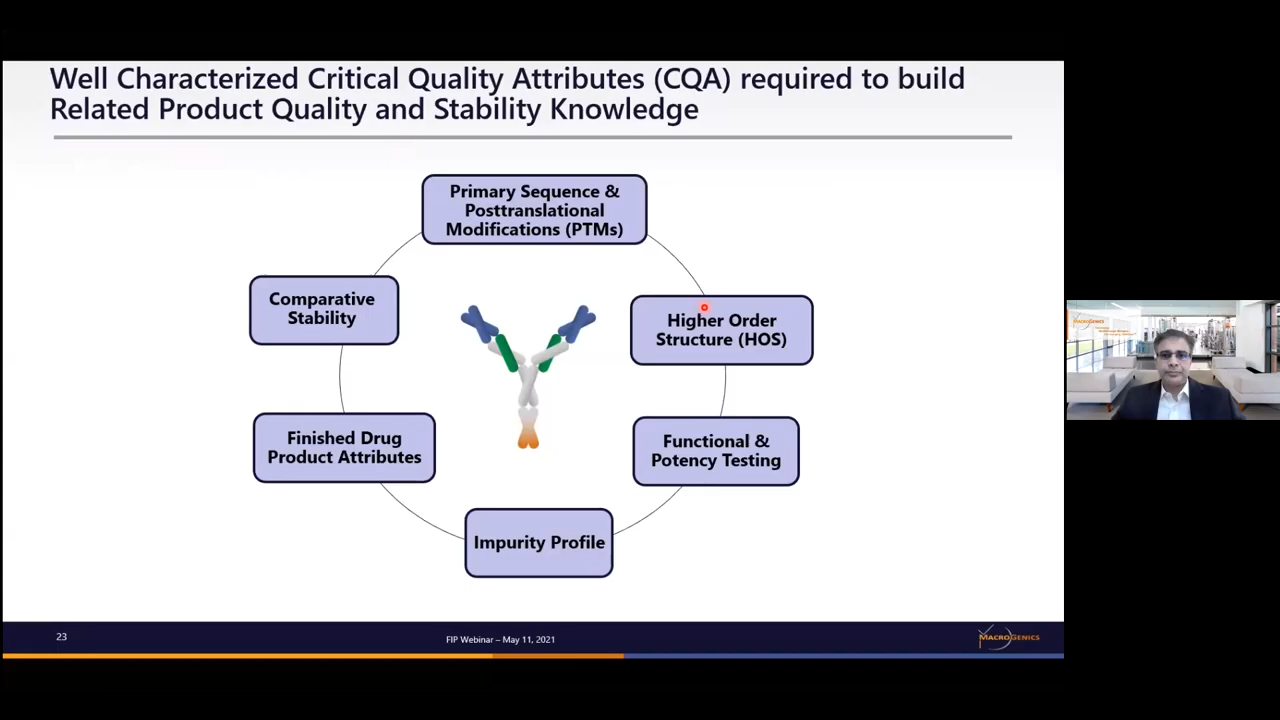 Well Characterized Critical Quality Attributes (CQA) required to build
Related Product Quality and Stability Knowledge
Primary Sequence &
Posttranslational
Modifications (PTMs)
Comparative
Stability
Higher Order
Structure (HOS)
Finished Drug
Product Attributes
Functional &
Potency Testing
Impurity Profile
23
FIP Webinar – May 11, 2021
MACROGENICS
MACROGENICS